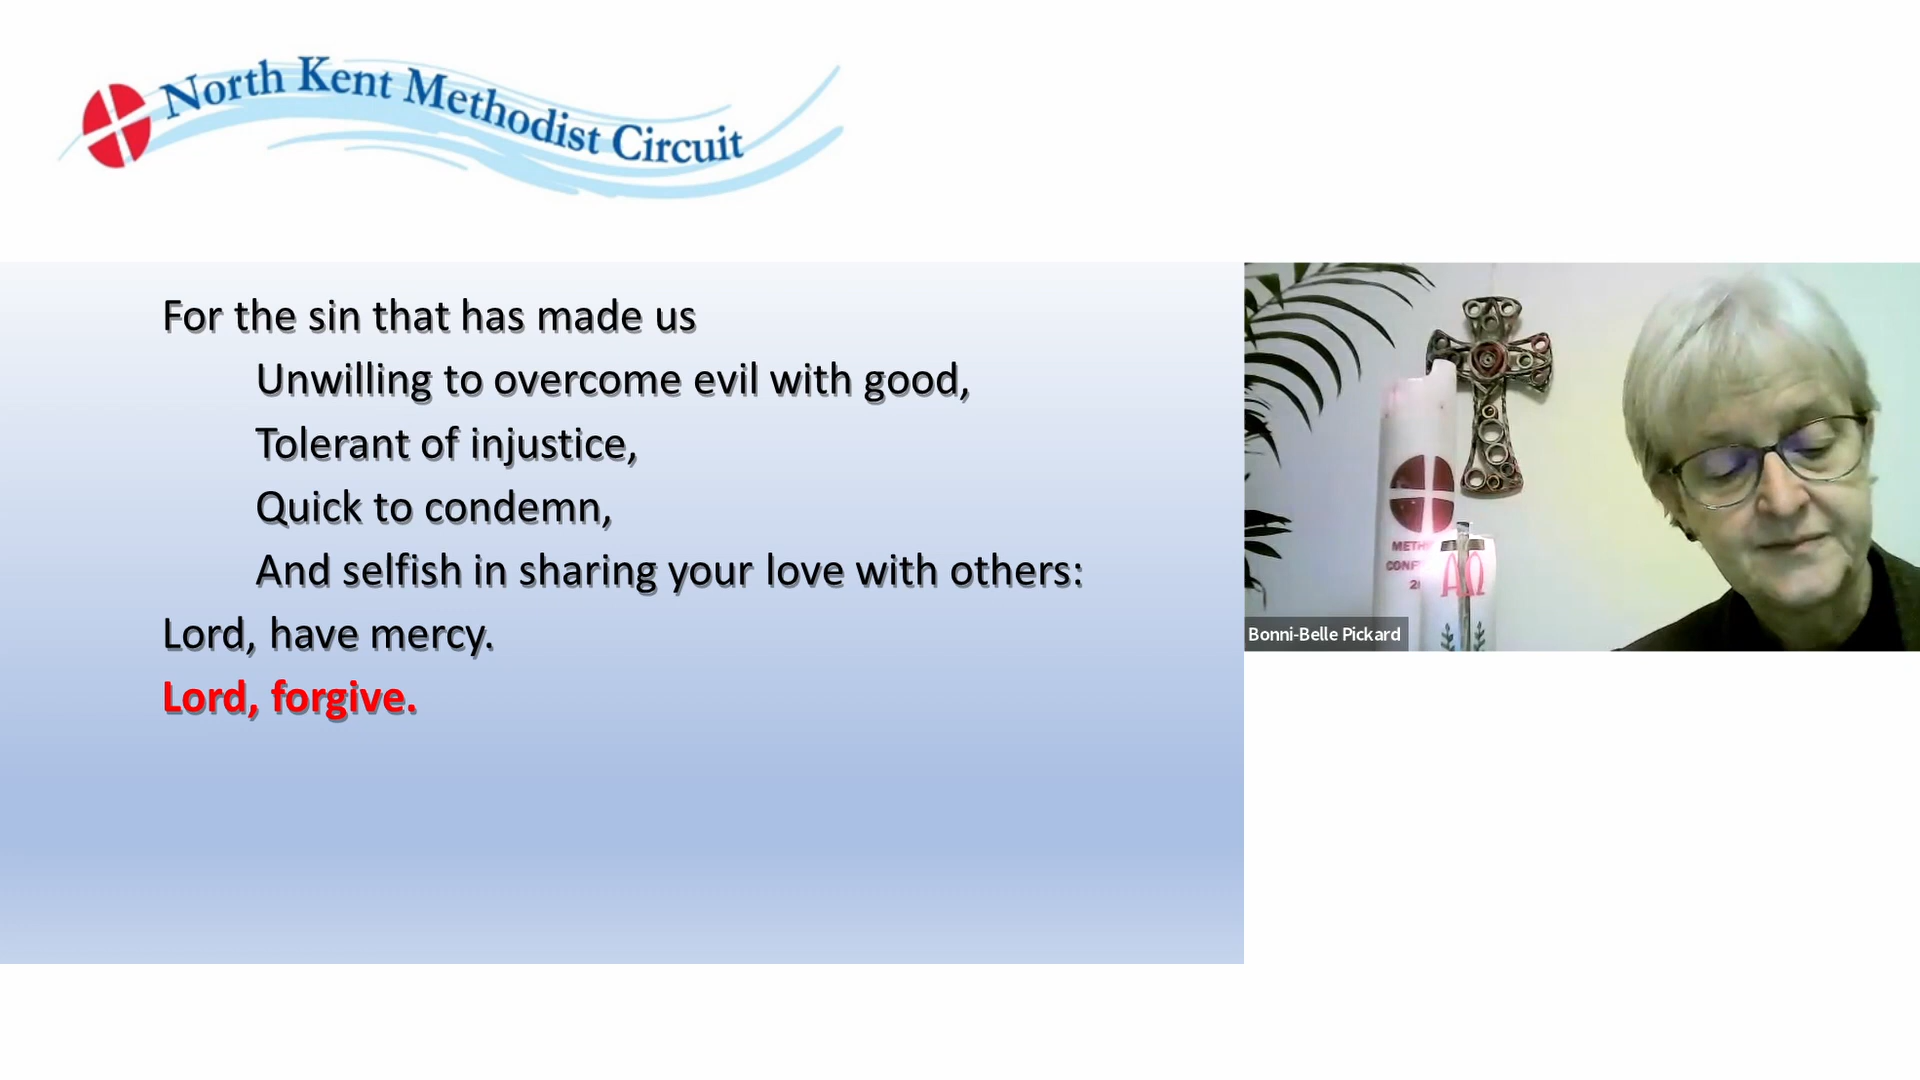 North Kent Methodist Circuit
For the sin that has made us
Unwilling to overcome evil with good,
Tolerant of injustice,
Quick to condemn,
And selfish in sharing your love with others:
Lord, have mercy.
Lord, forgive.
ΑΩ
Bonni-Belle Pickard